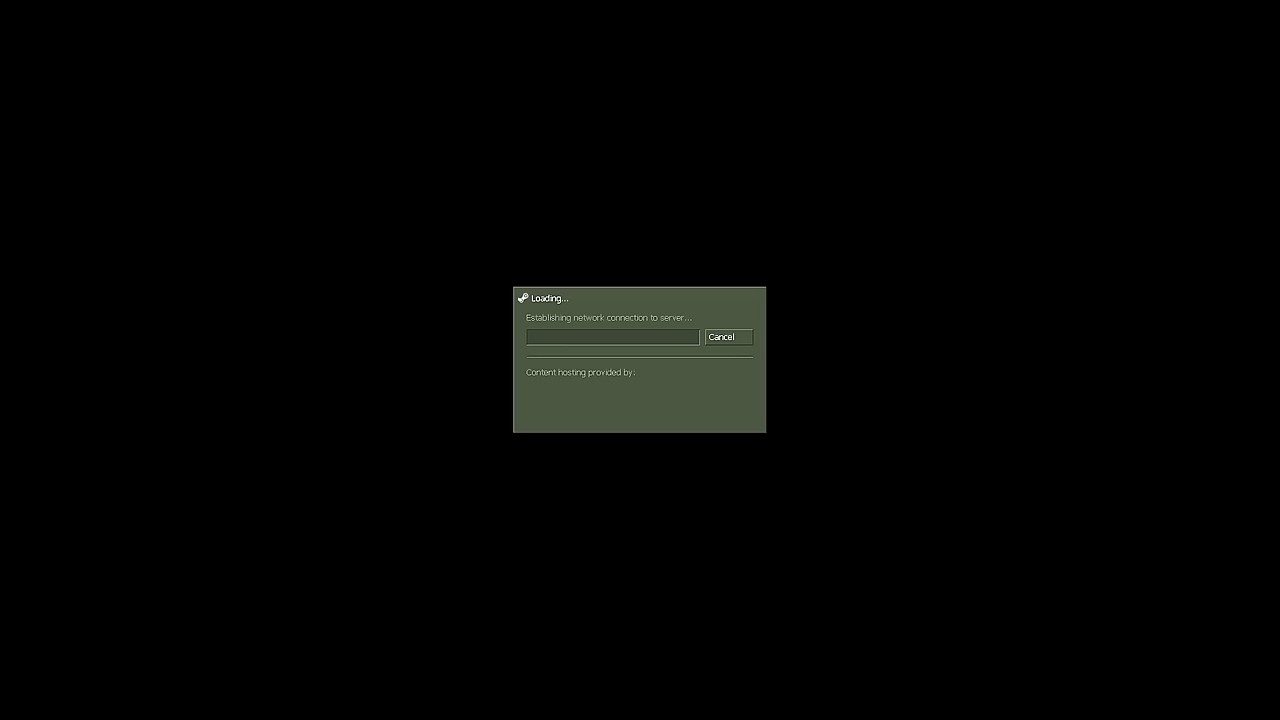 Loading...
Establishing network connection to server...
Cancel
Content hosting provided by: